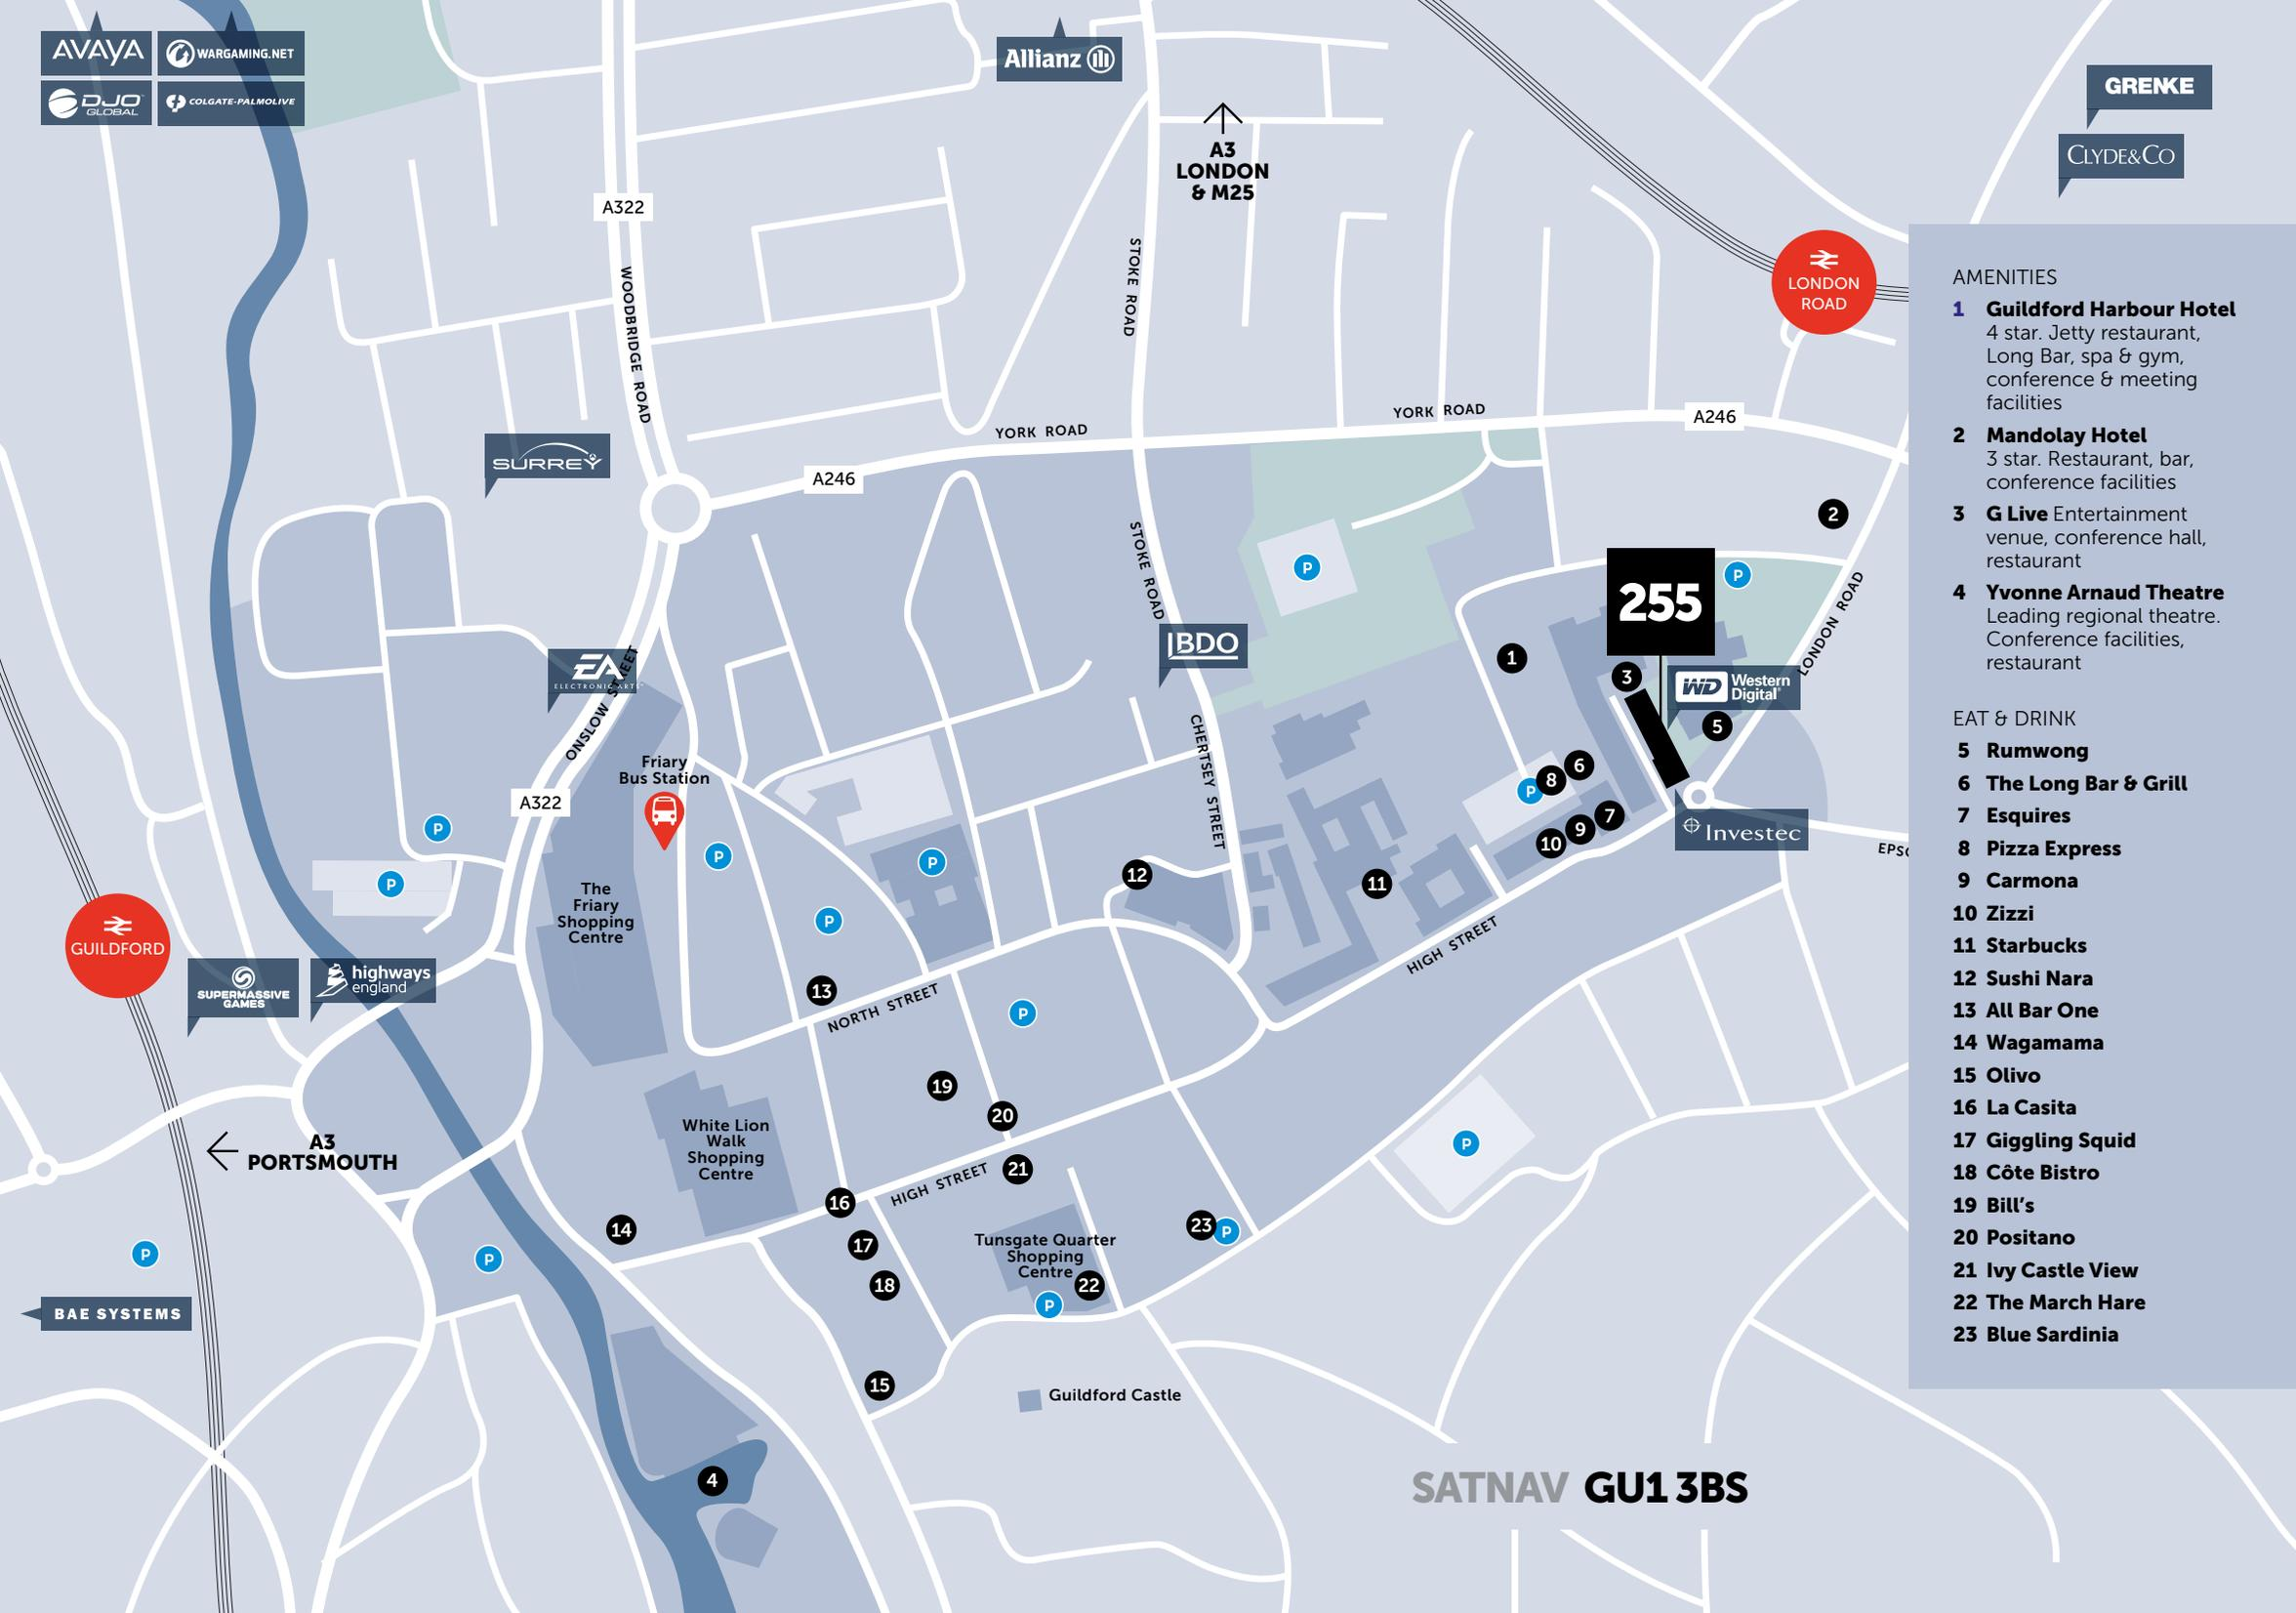 AVAYA
WARGAMING.NET
DJO
GLOBAL
COLGATE-PALMOLIVE
Allianz
GRENKE
CLYDE&CO
A3
LONDON
& M25
A322
WOODBRIDGE ROAD
STOKE ROAD
LONDON
ROAD
YORK ROAD
YORK ROAD
A246
A246
SURREY
STOKE ROAD
2
P
P
255
LONDON ROAD
BDO
EA
ELECTRONIC ARTS
ONSLOW STREET
1
3
WD Western
Digital
5
CHERTSEY STREET
Friary
Bus Station
A322
6
8
P
7
9
10
Investec
EPSO
P
P
P
P
P
12
11
The
Friary
Shopping
Centre
GUILDFORD
SUPERMASSIVE
GAMES
highways
england
HIGH STREET
13
NORTH STREET
P
19
20
White Lion
Walk
Shopping
Centre
A3
PORTSMOUTH
P
21
HIGH STREET
16
14
17
18
23
P
Tunsgate Quarter
Shopping
Centre
22
P
P
P
BAE SYSTEMS
15
Guildford Castle
4
SATNAV GU1 3BS
AMENITIES
1 Guildford Harbour Hotel
4 star. Jetty restaurant,
Long Bar, spa & gym,
conference & meeting
facilities
2 Mandolay Hotel
3 star. Restaurant, bar,
conference facilities
3 G Live Entertainment
venue, conference hall,
restaurant
4 Yvonne Arnaud Theatre
Leading regional theatre.
Conference facilities,
restaurant
EAT & DRINK
5 Rumwong
6 The Long Bar & Grill
7 Esquires
8 Pizza Express
9 Carmona
10 Zizzi
11 Starbucks
12 Sushi Nara
13 All Bar One
14 Wagamama
15 Olivo
16 La Casita
17 Giggling Squid
18 Côte Bistro
19 Bill's
20 Positano
21 Ivy Castle View
22 The March Hare
23 Blue Sardinia